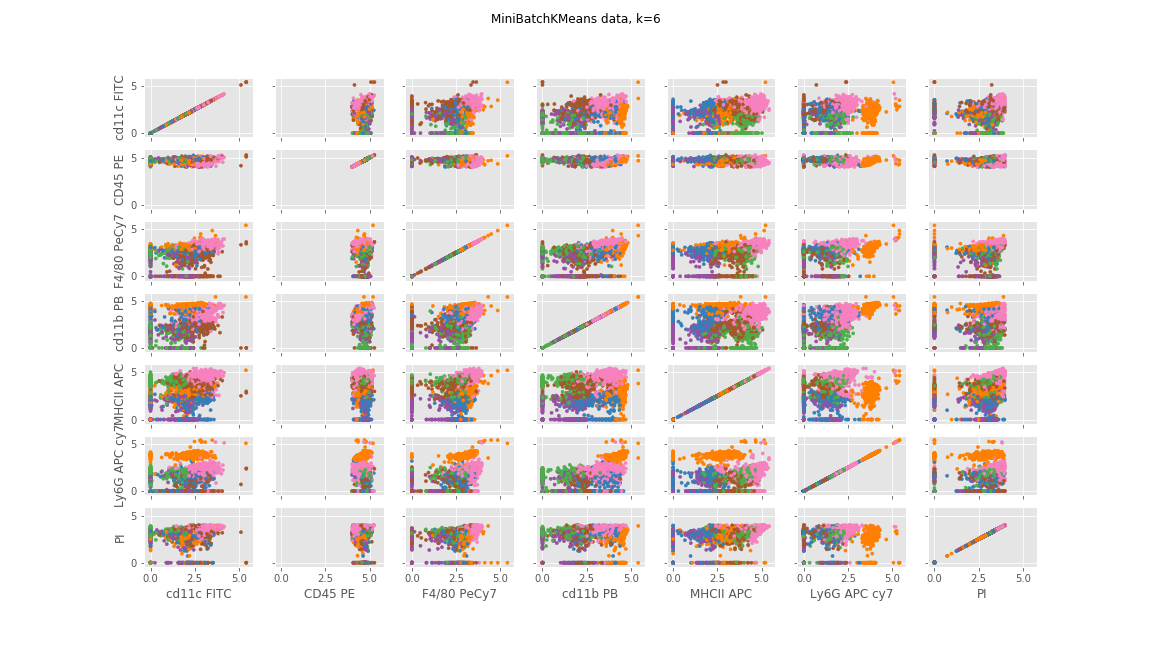 MiniBatchKMeans data, k=6
cd11c FITC
5
0
CD45 PE
5
0
F4/80 PeCy7
5
0
cd11b PB
5
0
MHCII APC
5
0
Ly6G APC cy7
5
0
PI
5
0
0.0 2.5 5.0 0.0 2.5 5.0 0.0 2.5 5.0 0.0 2.5 5.0 0.0 2.5 5.0 0.0 2.5 5.0 0.0 2.5 5.0
cd11c FITC CD45 PE F4/80 PeCy7 cd11b PB MHCII APC Ly6G APC cy7 PI